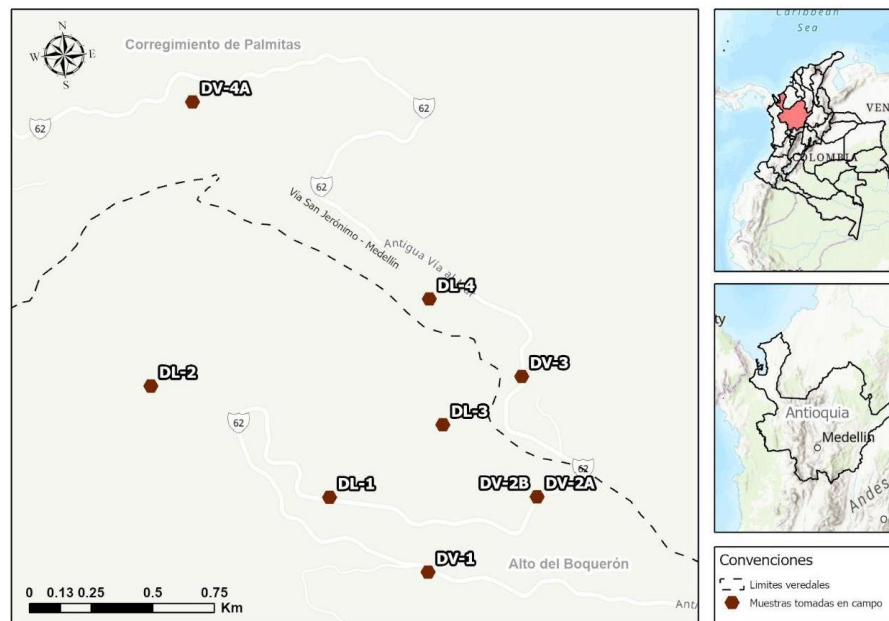 N
W E
S
Corregimiento de Palmitas
DV-4A
62
62
62
Vía San Jerónimo - Medellín
Antigua Vía al
DL-4
DL-2
DV-3
DL-3
62
62
DL-1
DV-2B
DV-2A
DV-1
Alto del Boquerón
0 0.13 0.25 0.5 0.75
Km
Caribbean
Sea
VEN
COLOMBIA
ty
Antioquia
Medellín
Andes
Convenciones
Limites veredales
Muestras tomadas en campo